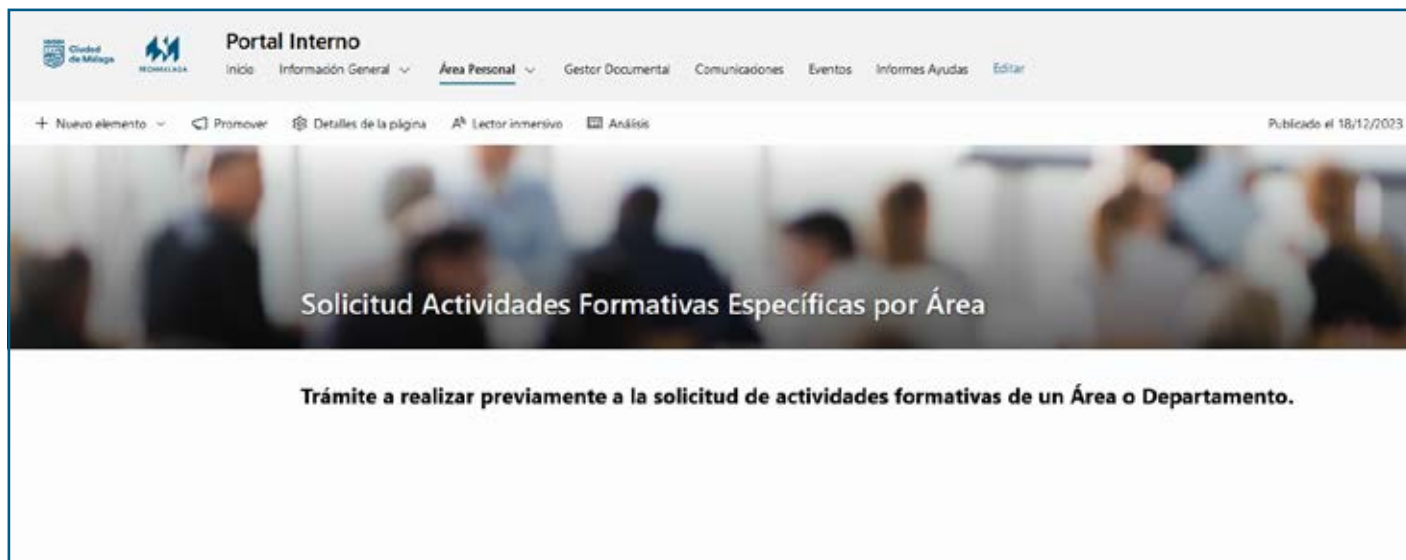 Ciudad
de Málaga
PROMALAGA
Portal Interno
Inicio Información General Área Personal Gestor Documental Comunicaciones Eventos Informes Ayudas Editar
+ Nuevo elemento Promover Detalles de la página Lector inmersivo Análisis Publicado el 18/12/2023
Solicitud Actividades Formativas Específicas por Área
Trámite a realizar previamente a la solicitud de actividades formativas de un Área o Departamento.